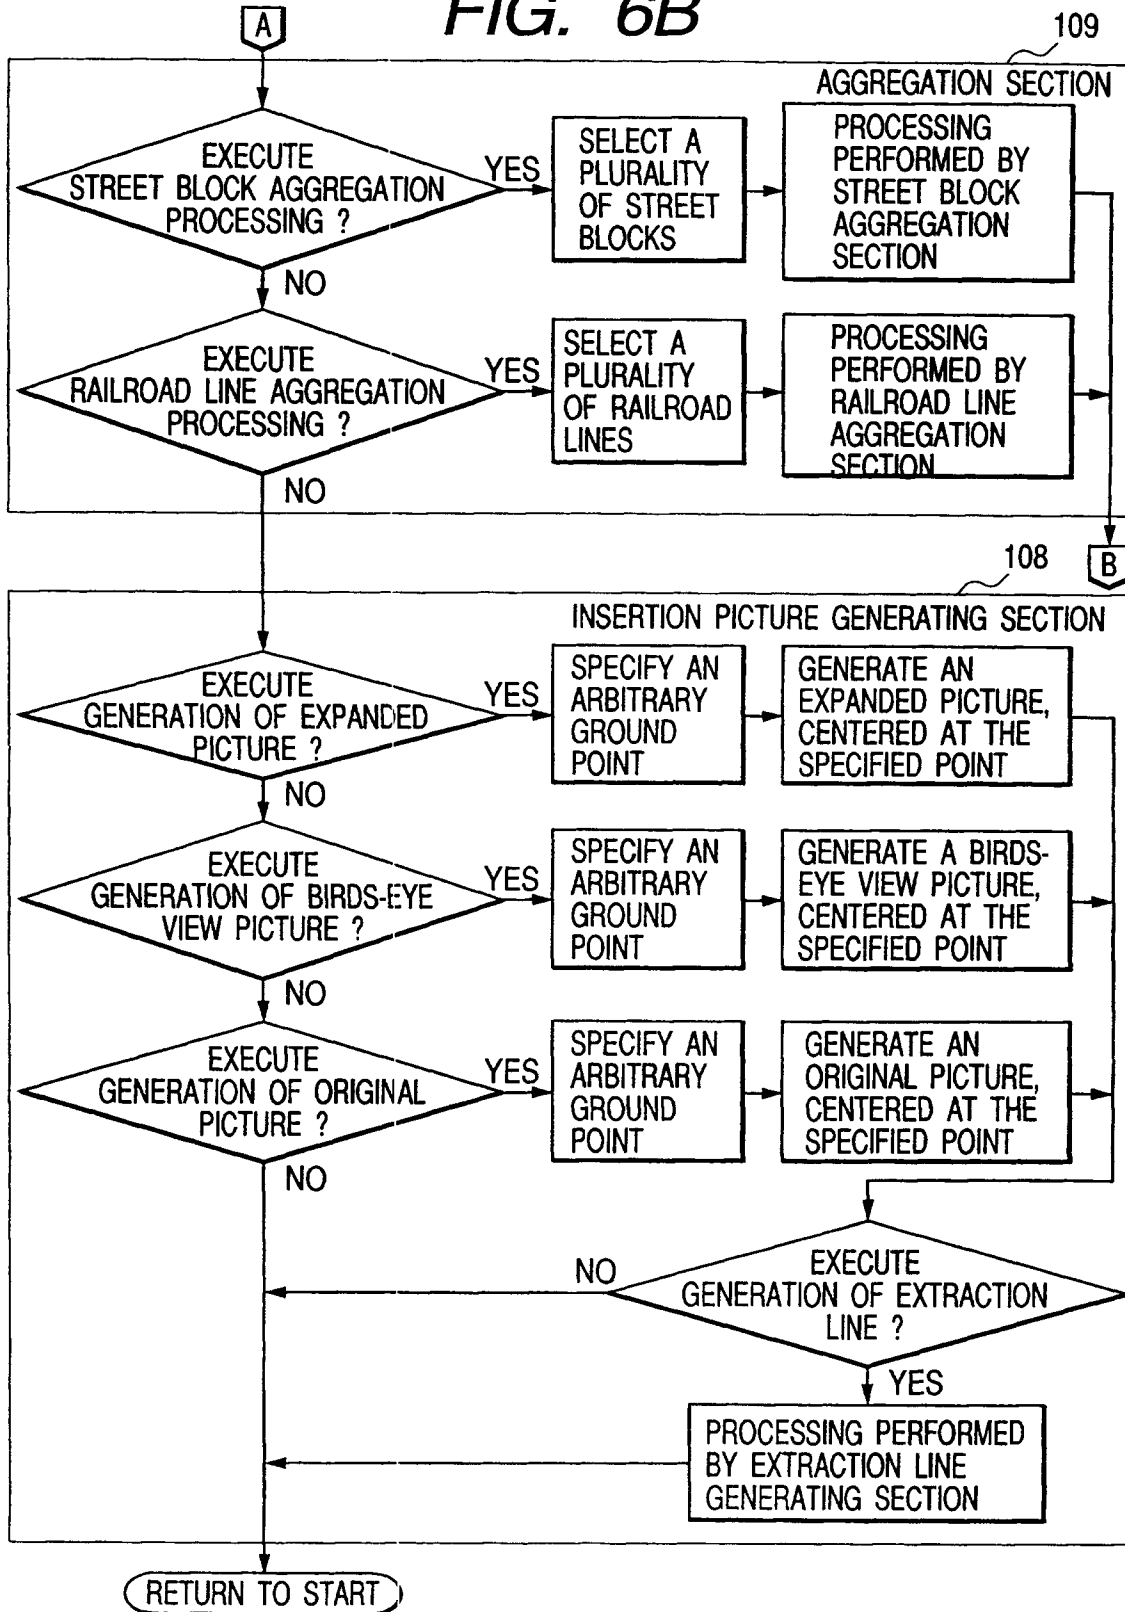 FIG. 6B
A
109
AGGREGATION SECTION
EXECUTE
STREET BLOCK AGGREGATION
PROCESSING ?
YES
SELECT A
PLURALITY
OF STREET
BLOCKS
PROCESSING
PERFORMED BY
STREET BLOCK
AGGREGATION
SECTION
NO
EXECUTE
RAILROAD LINE AGGREGATION
PROCESSING ?
YES
SELECT A
PLURALITY
OF RAILROAD
LINES
PROCESSING
PERFORMED BY
RAILROAD LINE
AGGREGATION
SECTION
NO
B
108
INSERTION PICTURE GENERATING SECTION
EXECUTE
GENERATION OF EXPANDED
PICTURE ?
YES
SPECIFY AN
ARBITRARY
GROUND
POINT
GENERATE AN
EXPANDED PICTURE,
CENTERED AT THE
SPECIFIED POINT
NO
EXECUTE
GENERATION OF BIRDS-EYE
VIEW PICTURE ?
YES
SPECIFY AN
ARBITRARY
GROUND
POINT
GENERATE A BIRDS-
EYE VIEW PICTURE,
CENTERED AT THE
SPECIFIED POINT
NO
EXECUTE
GENERATION OF ORIGINAL
PICTURE ?
YES
SPECIFY AN
ARBITRARY
GROUND
POINT
GENERATE AN
ORIGINAL PICTURE,
CENTERED AT THE
SPECIFIED POINT
NO
EXECUTE
GENERATION OF EXTRACTION
LINE ?
NO
YES
PROCESSING PERFORMED
BY EXTRACTION LINE
GENERATING SECTION
RETURN TO START